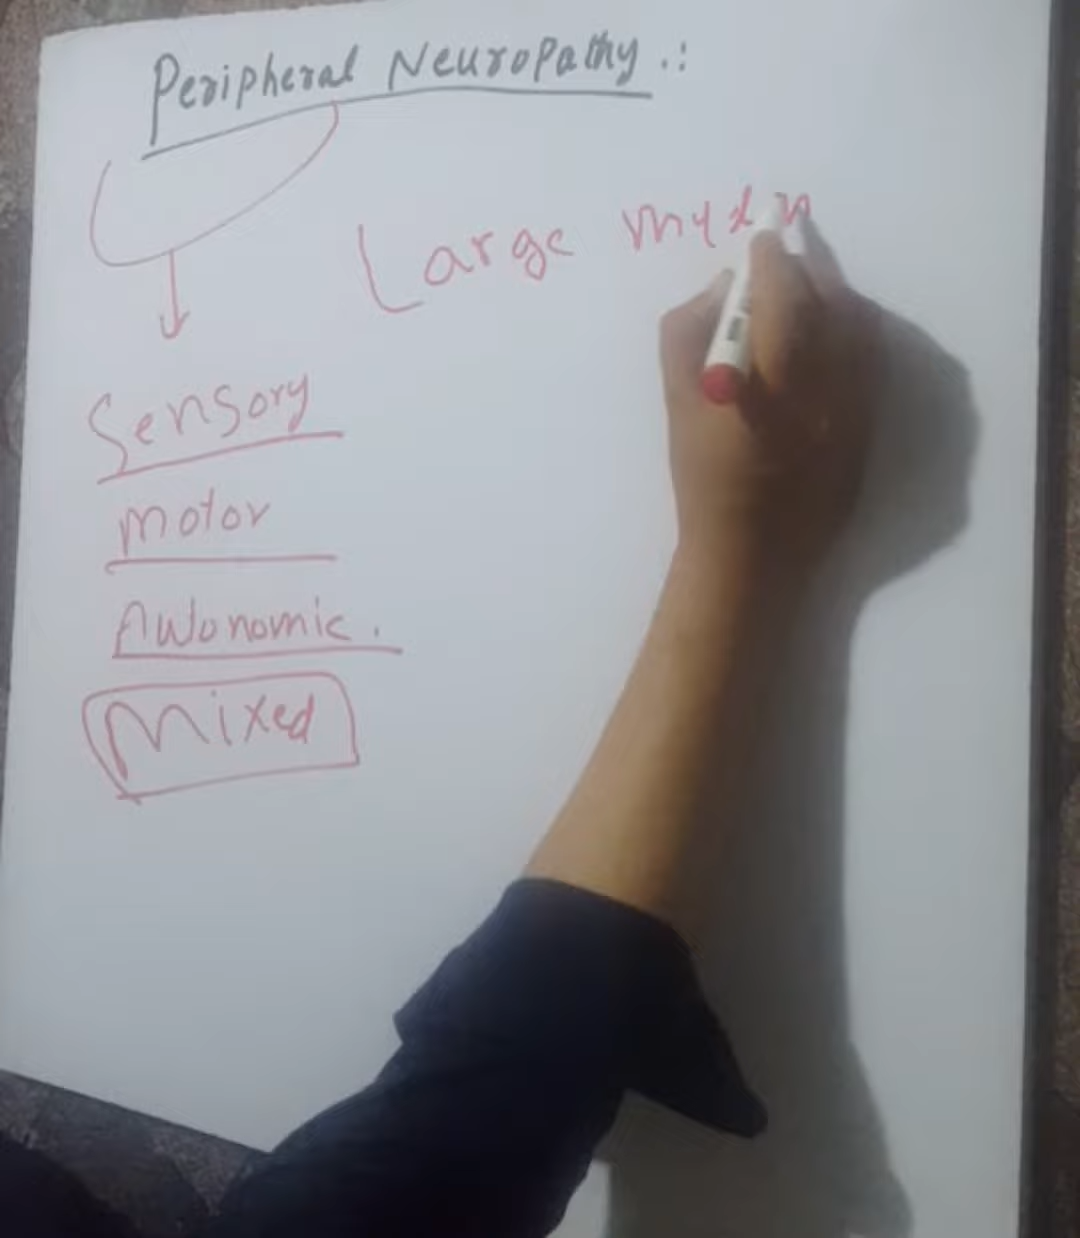 Peripheral Neuropathy .:
Large
Sensory
Motor
Autonomic.
Mixed